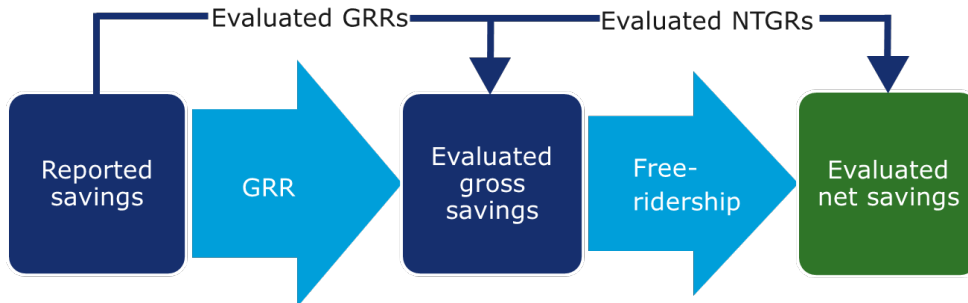 Evaluated GRRs
Evaluated NTGRs
Reported
savings
GRR
Evaluated
gross
savings
Free-
ridership
Evaluated
net savings